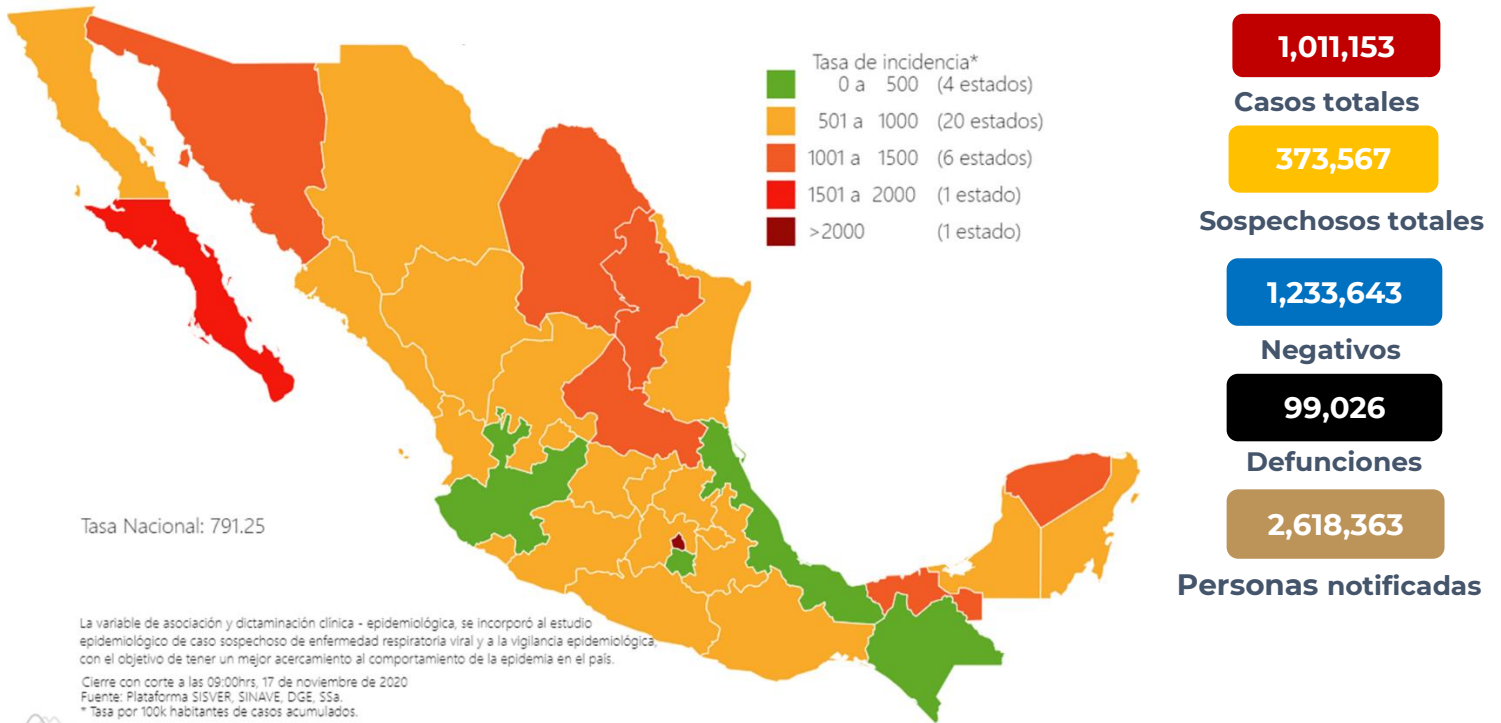 Tasa de incidencia*
0 a 500 (4 estados)
501 a 1000 (20 estados)
1001 a 1500 (6 estados)
1501 a 2000 (1 estado)
>2000 (1 estado)
Tasa Nacional: 791.25
La variable de asociación y dictaminación clínica - epidemiológica, se incorporó al estudio
epidemiológico de caso sospechoso de enfermedad respiratoria viral y a la vigilancia epidemiológica,
con el objetivo de tener un mejor acercamiento al comportamiento de la epidemia en el país.
Cierre con corte a las 09:00hrs, 17 de noviembre de 2020
Fuente: Plataforma SISVER, SINAVE, DGE, SSa.
* Tasa por 100k habitantes de casos acumulados.
1,011,153
Casos totales
373,567
Sospechosos totales
1,233,643
Negativos
99,026
Defunciones
2,618,363
Personas notificadas